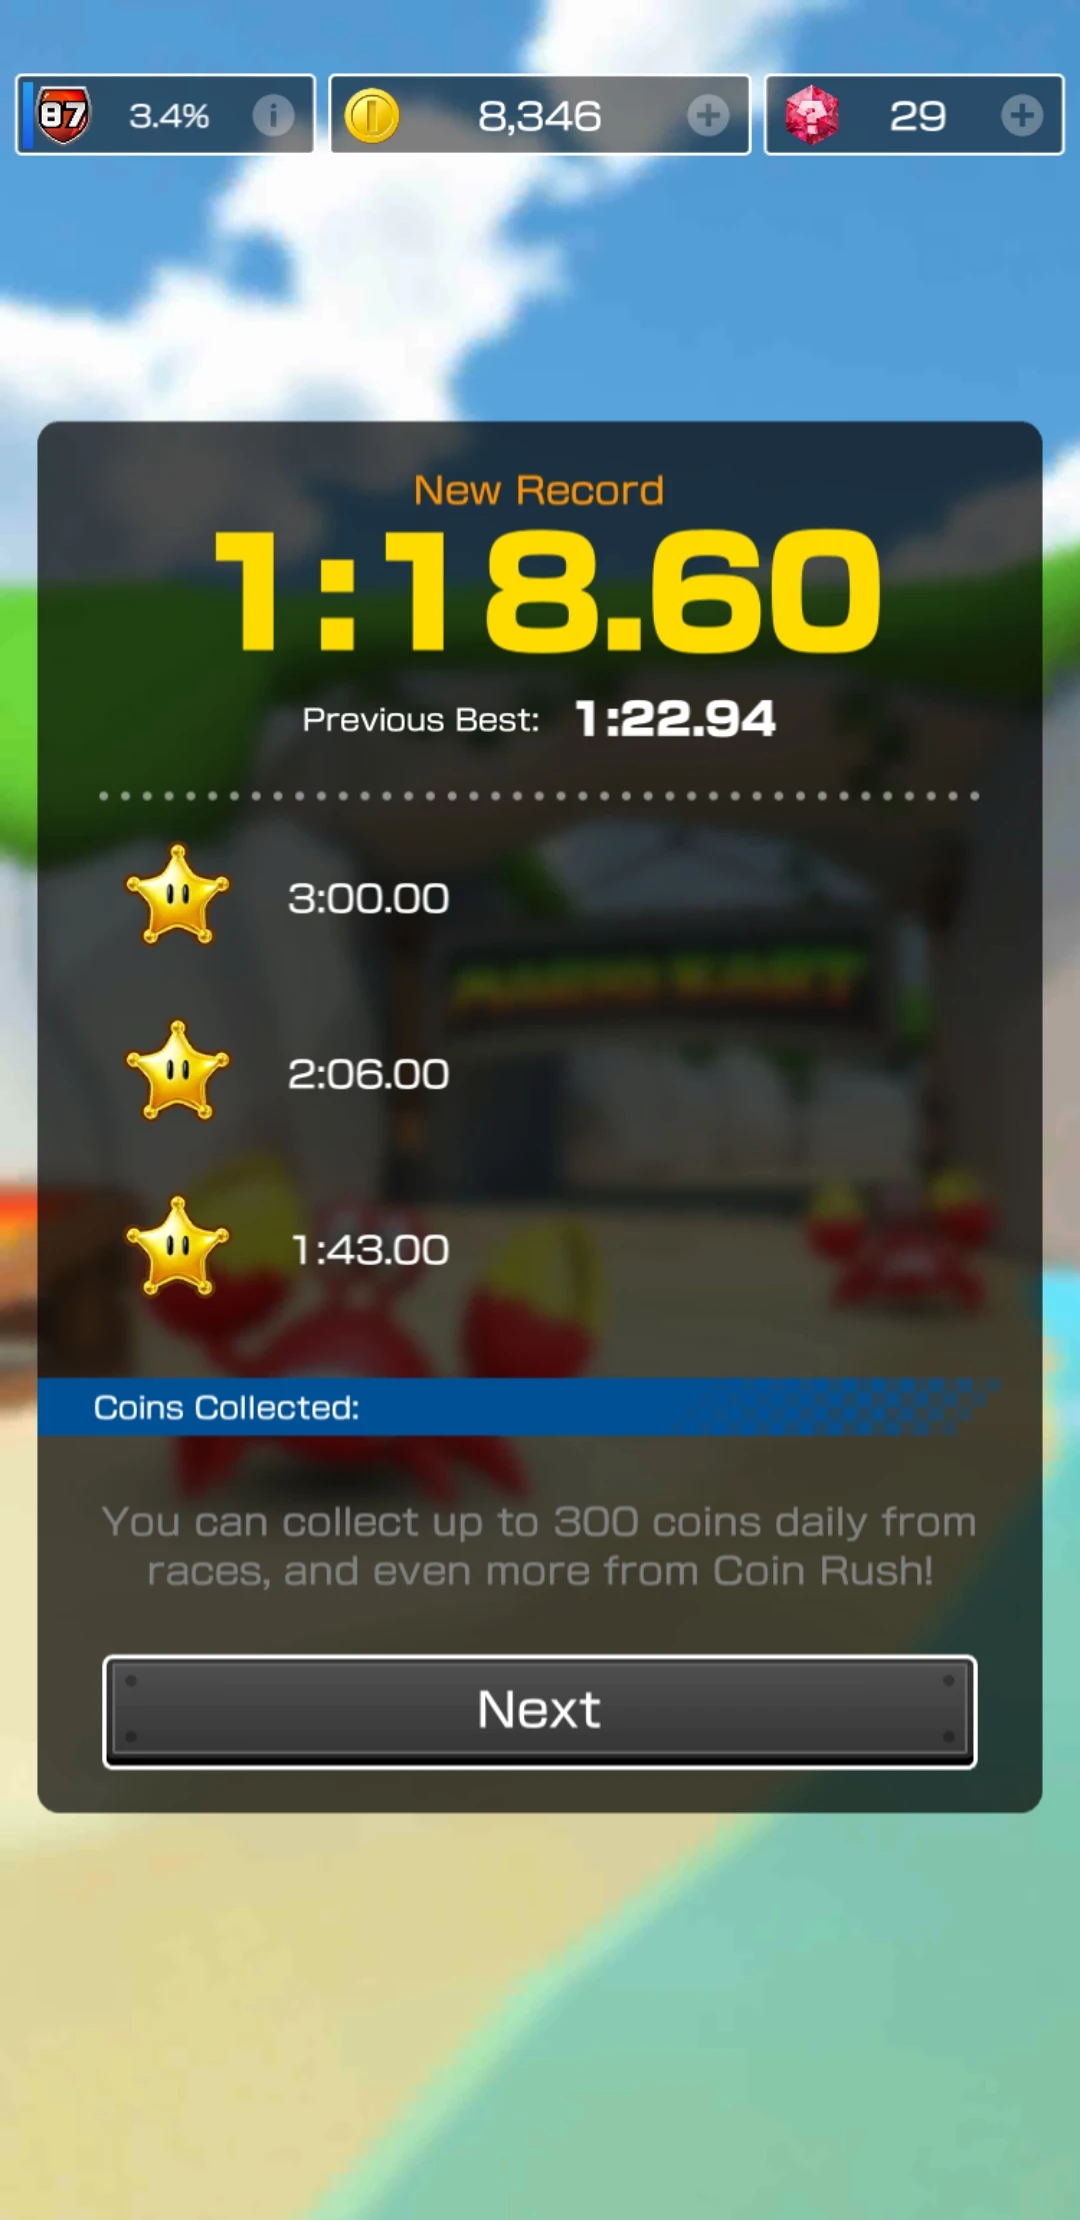 87 3.4% 8,346 29
New Record
1:18.60
Previous Best: 1:22.94
3:00.00
2:06.00
1:43.00
MARIO KART
Coins Collected:
You can collect up to 300 coins daily from
races, and even more from Coin Rush!
Next